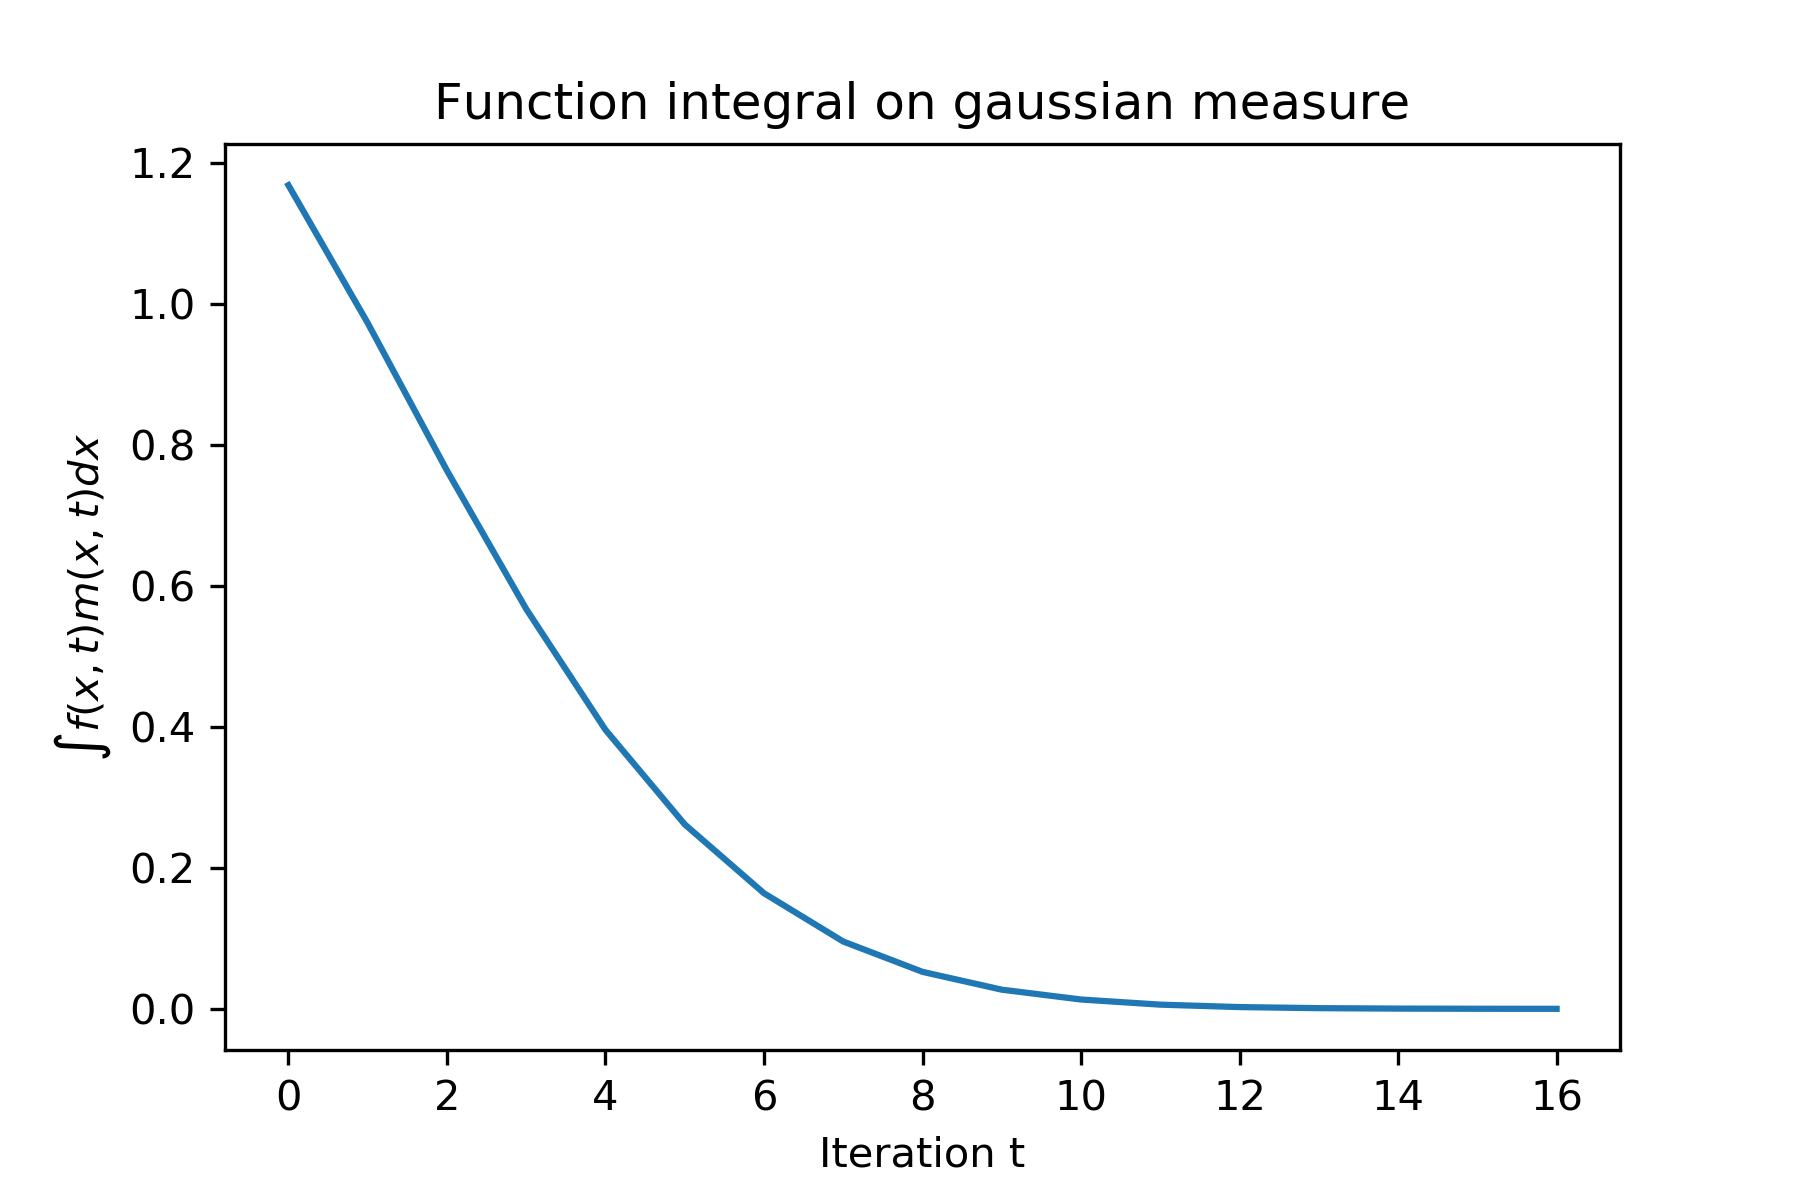 Function integral on gaussian measure
1.2
1.0
0.8
0.6
0.4
0.2
0.0
∫f(x, t)m(x, t)dx
0 2 4 6 8 10 12 14 16
Iteration t